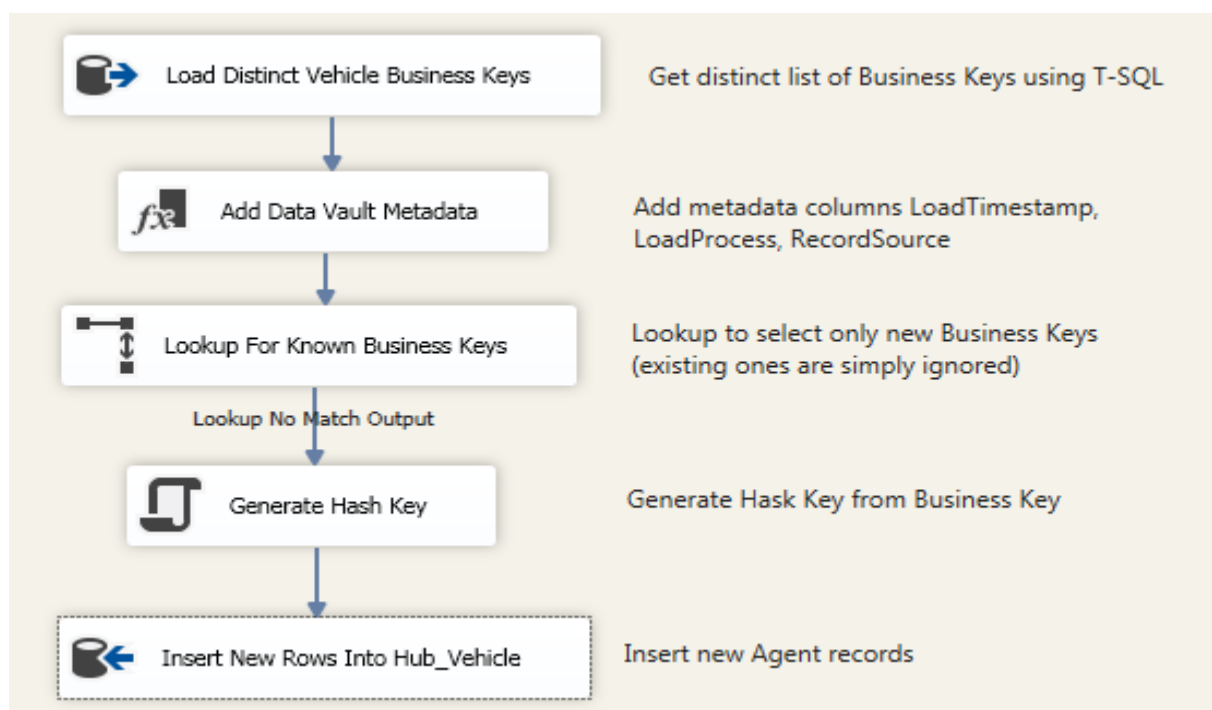 Load Distinct Vehicle Business Keys
Get distinct list of Business Keys using T-SQL
fx
Add Data Vault Metadata
Add metadata columns LoadTimestamp,
LoadProcess, RecordSource
Lookup For Known Business Keys
Lookup to select only new Business Keys
(existing ones are simply ignored)
Lookup No Match Output
Generate Hash Key
Generate Hask Key from Business Key
Insert New Rows Into Hub_Vehicle
Insert new Agent records